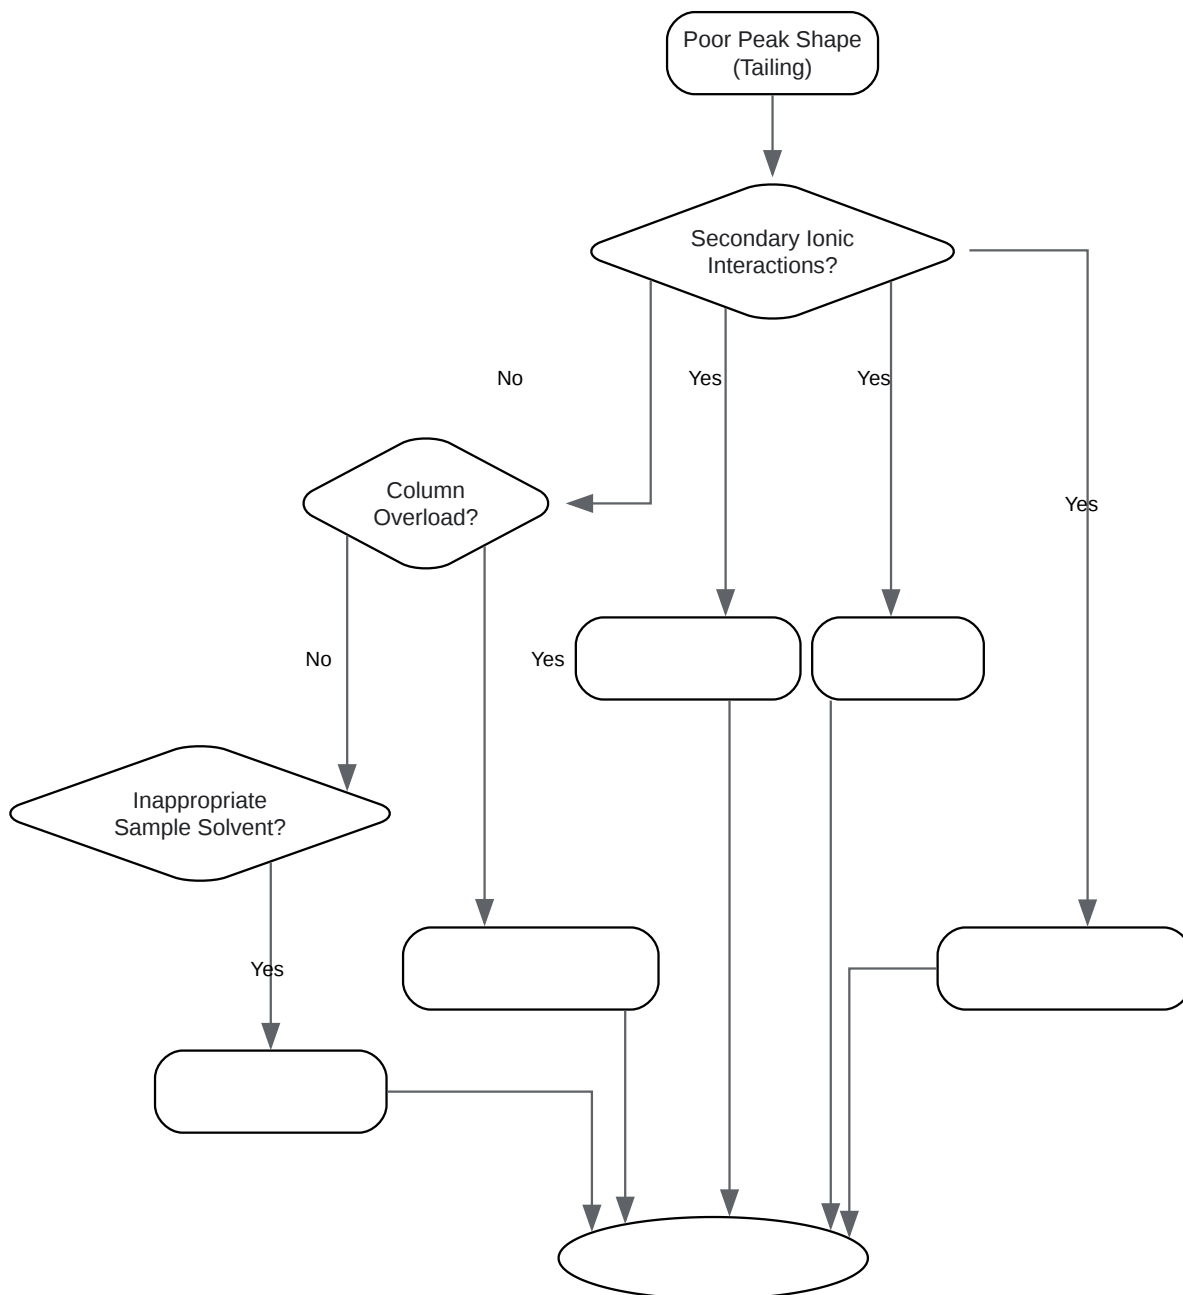 Poor Peak Shape
(Tailing)
Secondary Ionic
Interactions?
No
Yes
Yes
Column
Overload?
Yes
No
Yes
Inappropriate
Sample Solvent?
Yes